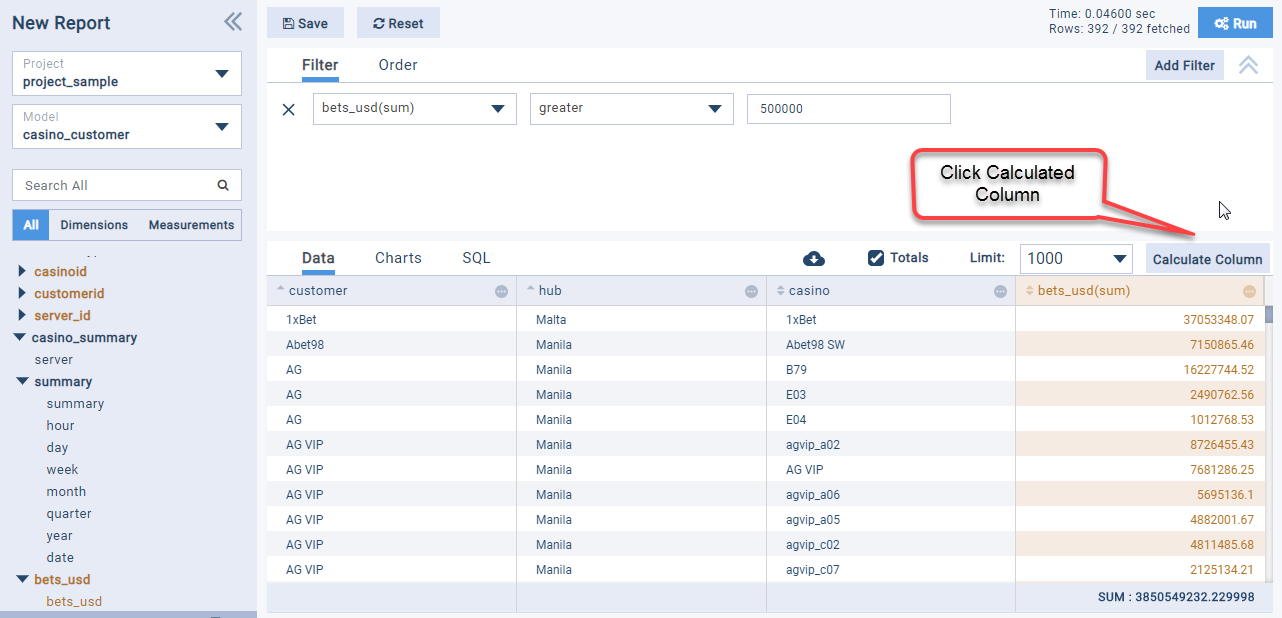 New Report
Project
project_sample
Model
casino_customer
Search All
All Dimensions Measurements
casinoid
customerid
server_id
casino_summary
server
summary
summary
hour
day
week
month
quarter
year
date
bets_usd
bets_usd
Save Reset
Time: 0.04600 sec
Rows: 392 / 392 fetched
Run
Filter Order Add Filter
bets_usd(sum) greater 500000
Click Calculated
Column
Data Charts SQL Totals Limit: 1000 Calculate Column
customer hub casino bets_usd(sum)
1xBet Malta 1xBet 37053348.07
Abet98 Manila Abet98 SW 7150865.46
AG Manila B79 16227744.52
AG Manila E03 2490762.56
AG Manila E04 1012768.53
AG VIP Manila agvip_a02 8726455.43
AG VIP Manila AG VIP 7681286.25
AG VIP Manila agvip_a06 5695136.1
AG VIP Manila agvip_a05 4882001.67
AG VIP Manila agvip_c02 4811485.68
AG VIP Manila agvip_c07 2125134.21
SUM : 3850549232.229998